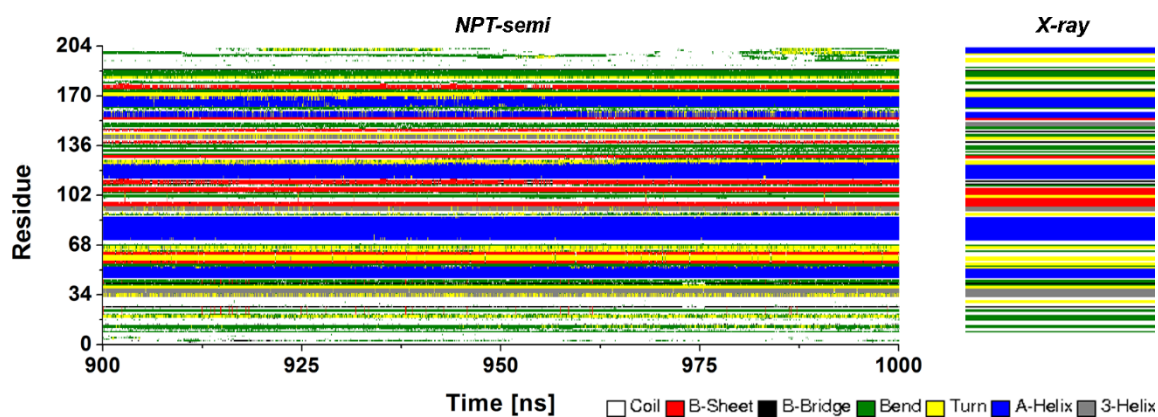 NPT-semi X-ray
204
170
136
102
68
34
0
Residue
900 925 950 975 1000
Time [ns]
Coil B-Sheet B-Bridge Bend Turn A-Helix 3-Helix